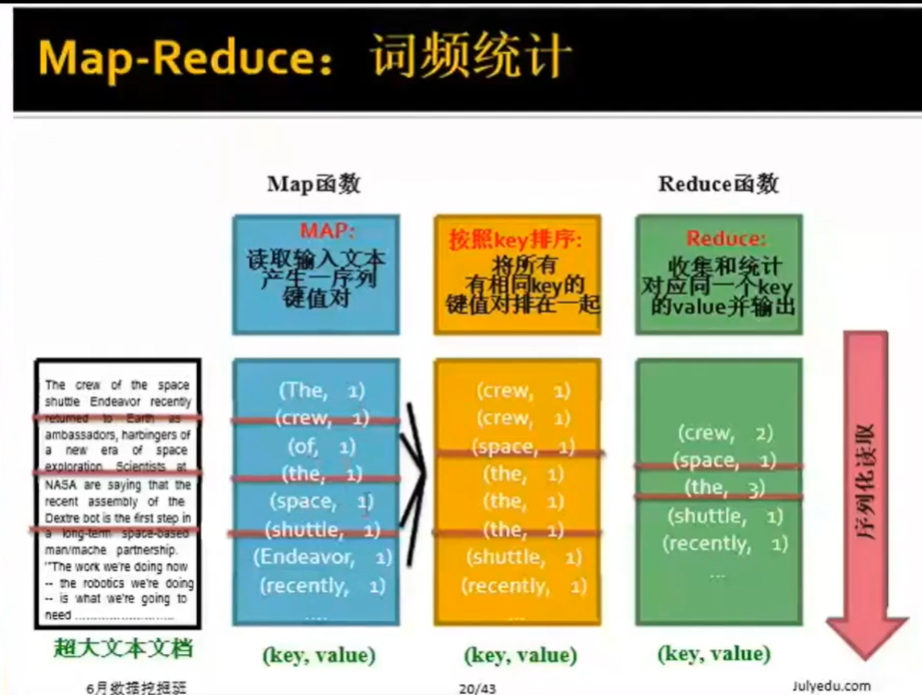 Map-Reduce：词频统计
Map函数
Reduce函数
MAP:
读取输入文本
产生一序列
键值对
按照key排序:
将所有
有相同key的
键值对排在一起
Reduce:
收集和统计
对应同一个key
的value并输出
The crew of the space
shuttle Endeavor recently
returned to Earth as
ambassadors, harbingers of
a new era of space
exploration. Scientists at
NASA are saying that the
recent assembly of the
Dextre bot is the first step in
a long-term space-based
man/mache partnership.
'"The work we're doing now
-- the robotics we're doing
-- is what we're going to
need ..........................
超大文本文档
(The, 1)
(crew, 1)
(of, 1)
(the, 1)
(space, 1)
(shuttle, 1)
(Endeavor, 1)
(recently, 1)
....
(key, value)
(crew, 1)
(crew, 1)
(space, 1)
(the, 1)
(the, 1)
(the, 1)
(shuttle, 1)
(recently, 1)
...
(key, value)
(crew, 2)
(space, 1)
(the, 3)
(shuttle, 1)
(recently, 1)
...
(key, value)
序列化读取
6月数据挖掘班
20/43
Julyedu.com